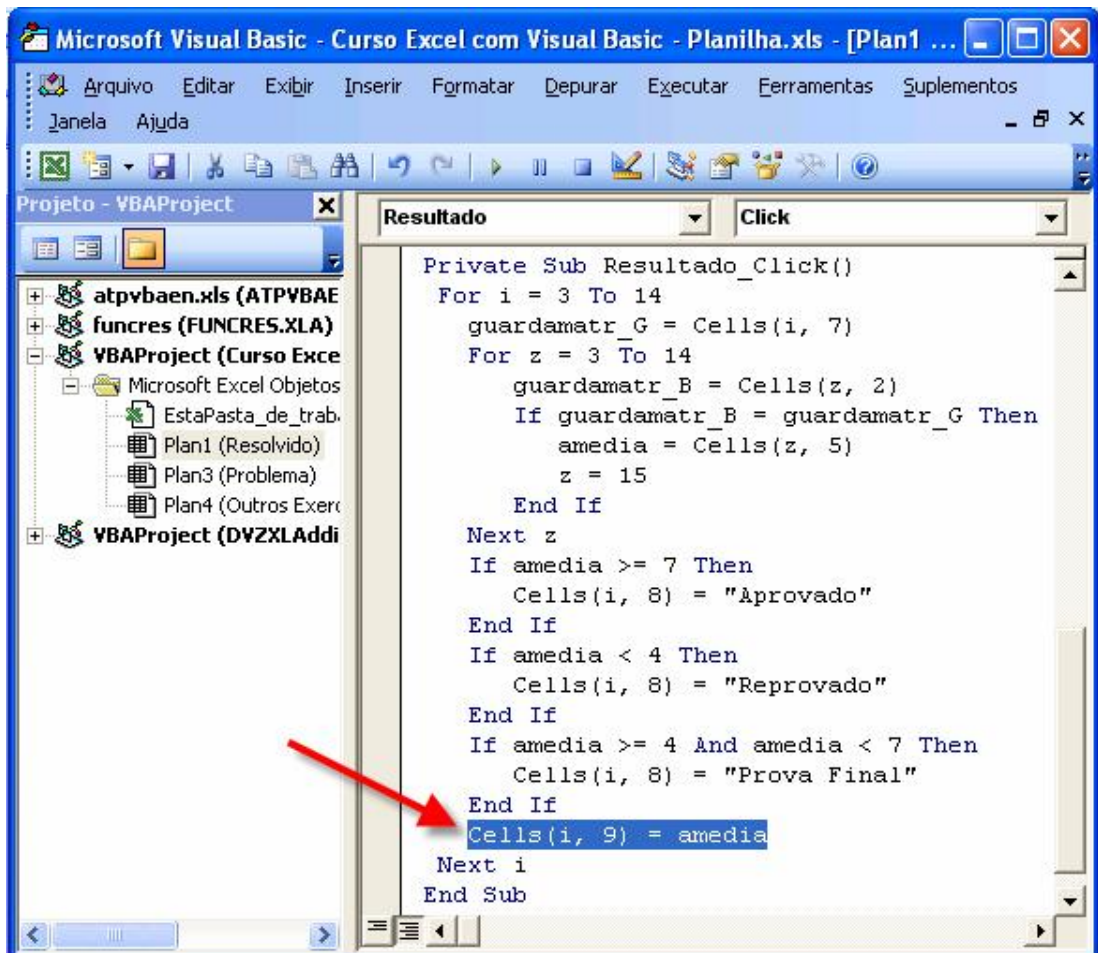 Microsoft Visual Basic - Curso Excel com Visual Basic - Planilha.xls - [Plan1 ...
Arquivo Editar Exibir Inserir Formatar Depurar Executar Ferramentas Suplementos
Janela Ajuda
Projeto - VBAProject
Resultado Click
atpvbaen.xls (ATPVBAE
funcres (FUNCRES.XLA)
VBAProject (Curso Exce
Microsoft Excel Objetos
EstaPasta_de_trab
Plan1 (Resolvido)
Plan3 (Problema)
Plan4 (Outros Exerc
VBAProject (DVZXLAddi
Private Sub Resultado_Click()
For i = 3 To 14
guardamatr_G = Cells(i, 7)
For z = 3 To 14
guardamatr_B = Cells(z, 2)
If guardamatr_B = guardamatr_G Then
amedia = Cells(z, 5)
z = 15
End If
Next z
If amedia >= 7 Then
Cells(i, 8) = "Aprovado"
End If
If amedia < 4 Then
Cells(i, 8) = "Reprovado"
End If
If amedia >= 4 And amedia < 7 Then
Cells(i, 8) = "Prova Final"
End If
Cells(i, 9) = amedia
Next i
End Sub